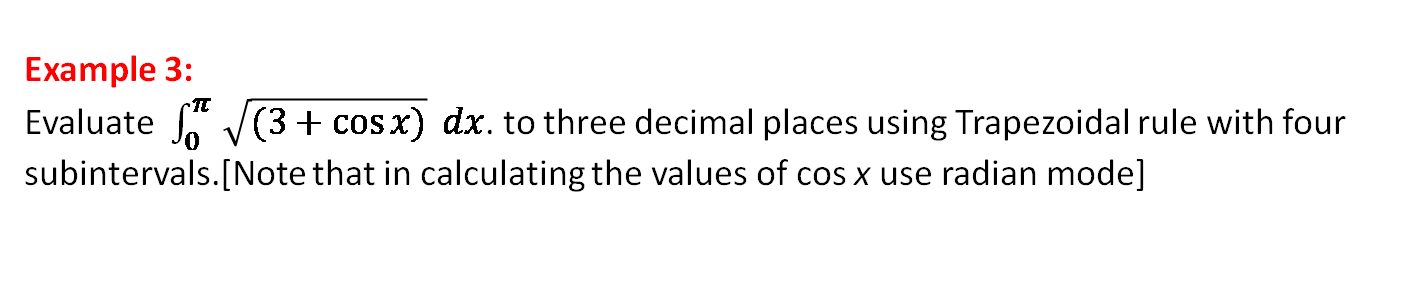 Example 3:
Evaluate ∫₀^π √(3 + cos x) dx. to three decimal places using Trapezoidal rule with four
subintervals.[Note that in calculating the values of cos x use radian mode]